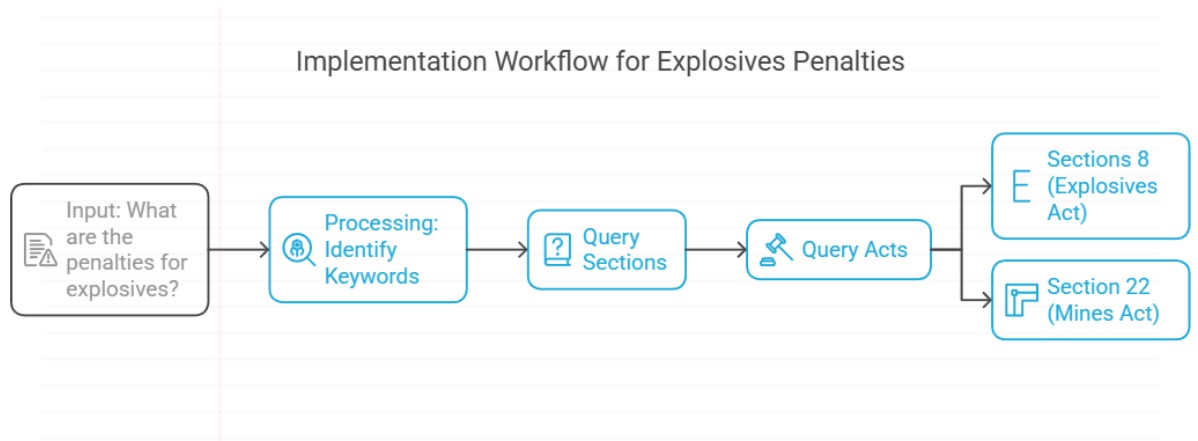 Implementation Workflow for Explosives Penalties
Input: What
are the
penalties for
explosives?
Processing:
Identify
Keywords
Query
Sections
Query Acts
Sections 8
(Explosives
Act)
Section 22
(Mines Act)